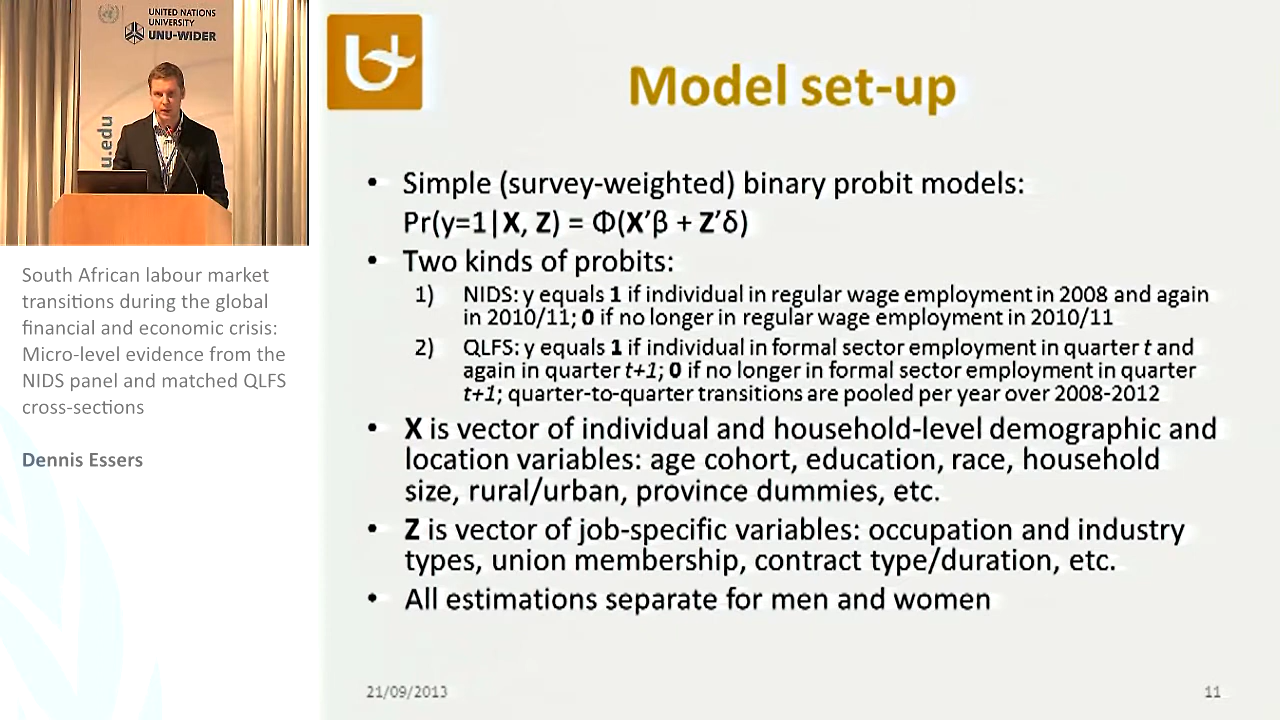 UNITED NATIONS
UNIVERSITY
UNU-WIDER
u.edu
South African labour market
transitions during the global
financial and economic crisis:
Micro-level evidence from the
NIDS panel and matched QLFS
cross-sections
Dennis Essers
Model set-up
• Simple (survey-weighted) binary probit models:
Pr(y=1|X, Z) = Φ(X’β + Z’δ)
• Two kinds of probits:
1) NIDS: y equals 1 if individual in regular wage employment in 2008 and again
in 2010/11; 0 if no longer in regular wage employment in 2010/11
2) QLFS: y equals 1 if individual in formal sector employment in quarter t and
again in quarter t+1; 0 if no longer in formal sector employment in quarter
t+1; quarter-to-quarter transitions are pooled per year over 2008-2012
• X is vector of individual and household-level demographic and
location variables: age cohort, education, race, household
size, rural/urban, province dummies, etc.
• Z is vector of job-specific variables: occupation and industry
types, union membership, contract type/duration, etc.
• All estimations separate for men and women
21/09/2013
11